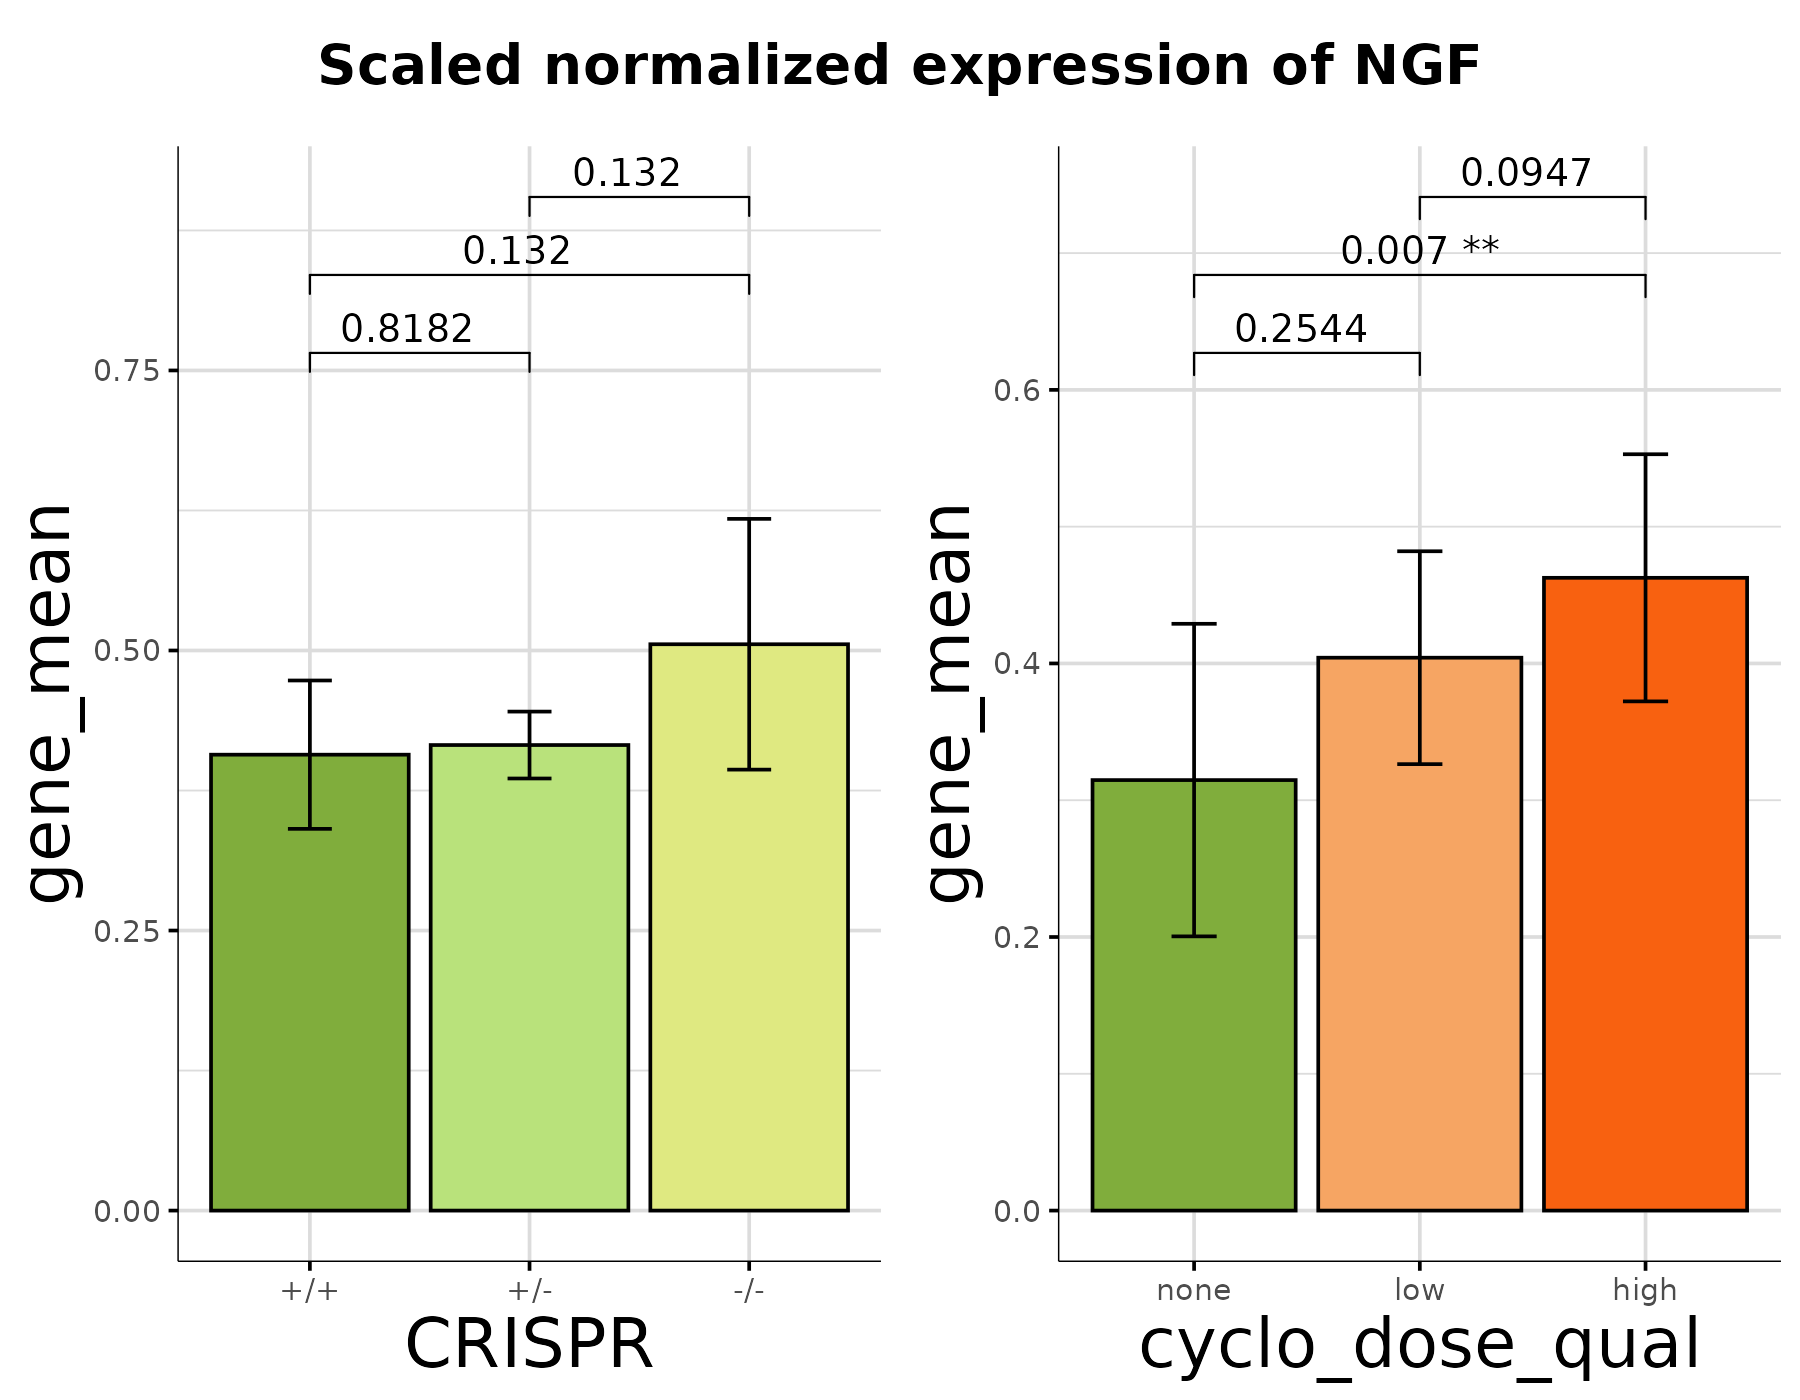 Scaled normalized expression of NGF
gene_mean
0.75
0.50
0.25
0.00
0.132
0.132
0.8182
+/+
+/-
-/-
CRISPR
gene_mean
0.6
0.4
0.2
0.0
0.0947
0.007 **
0.2544
none
low
high
cyclo_dose_qual